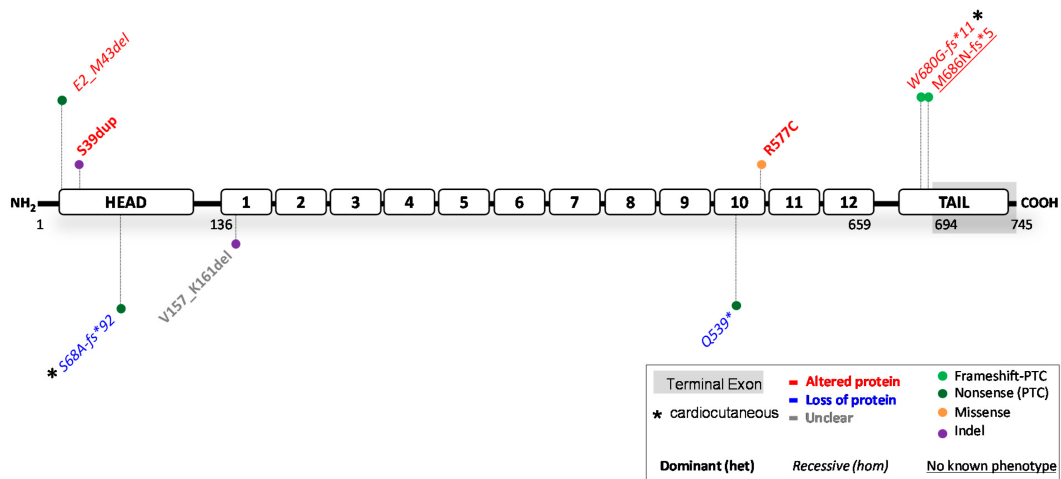 E2_M43del
S39dup
R577C
W680G-fs*11 *
M686N-fs*5
NH2 HEAD 1 2 3 4 5 6 7 8 9 10 11 12 TAIL COOH
1 136 659 694 745
V157_K161del
* S68A-fs*92
Q539*
Terminal Exon
* cardiocutaneous
Altered protein
Loss of protein
Unclear
Frameshift-PTC
Nonsense (PTC)
Missense
Indel
Dominant (het) Recessive (hom) No known phenotype